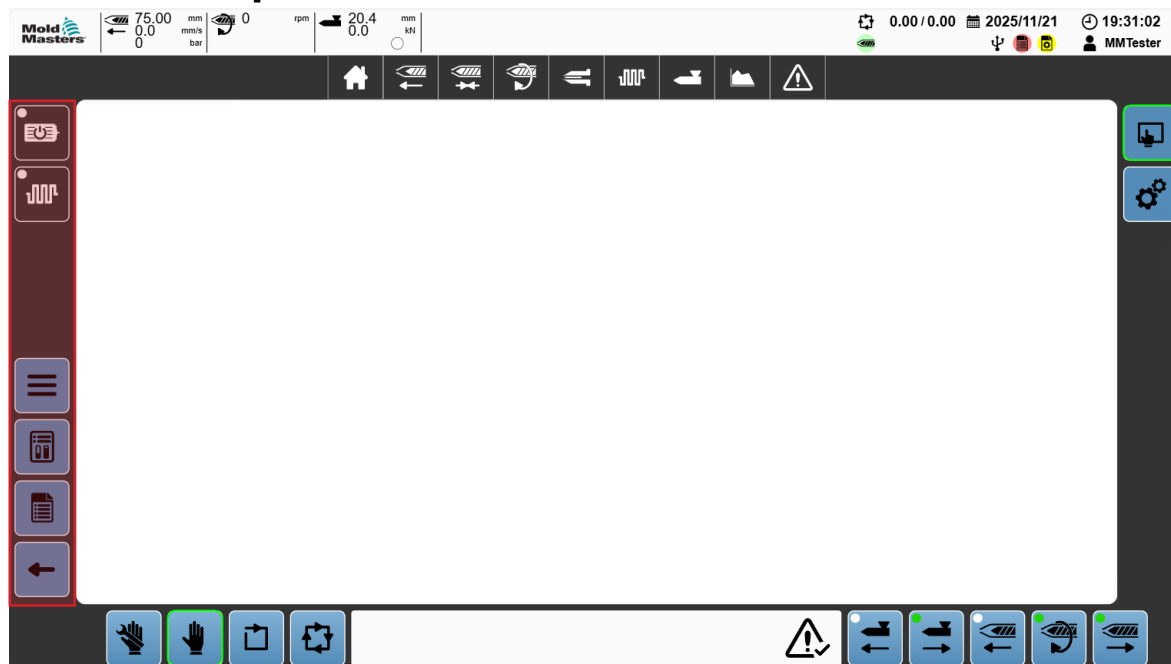 Mold
Masters
75.00 mm
0.0 mm/s
0 bar
0 rpm
20.4 mm
0.0 kN
0.00 / 0.00
2025/11/21
19:31:02
MMTester